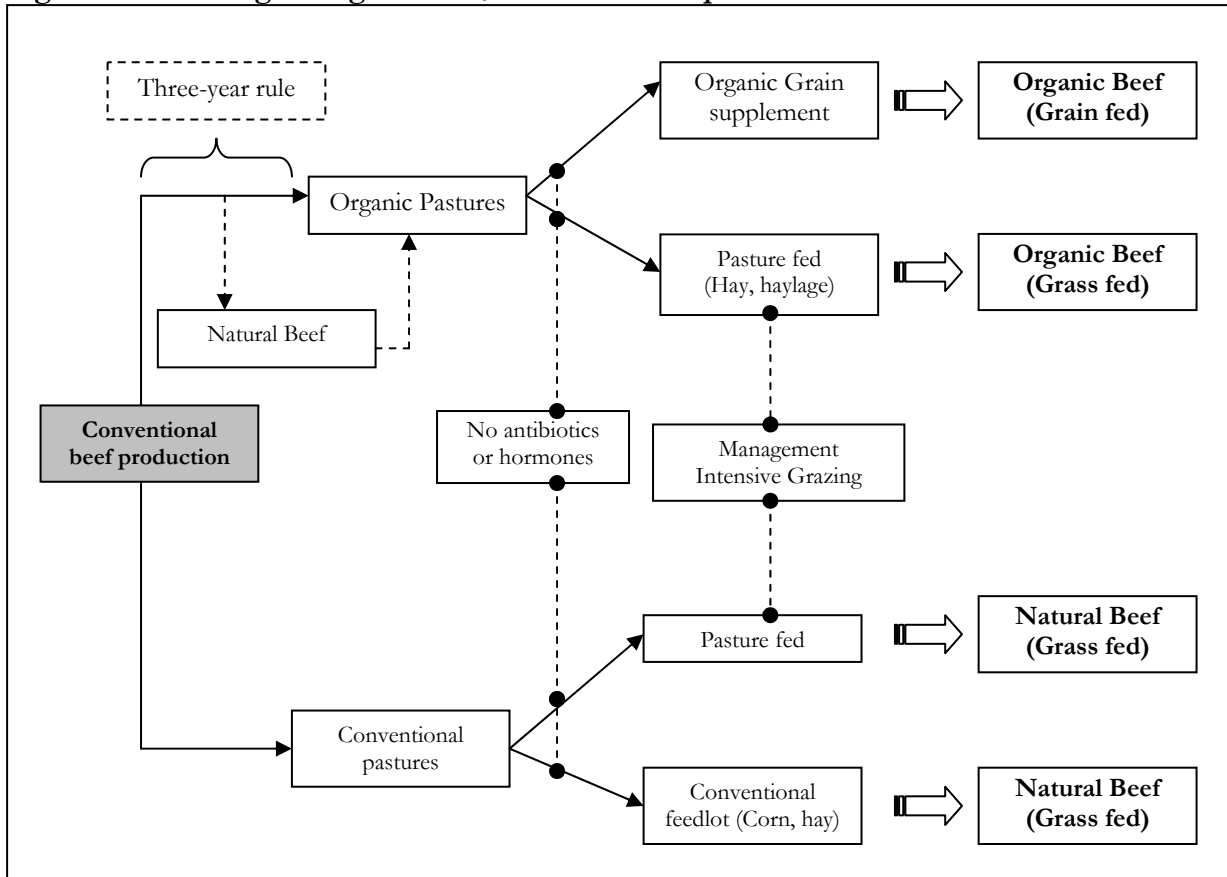 Three-year rule
Organic Grain
supplement
Organic Beef
(Grain fed)
Organic Pastures
Pasture fed
(Hay, haylage)
Organic Beef
(Grass fed)
Natural Beef
Conventional
beef production
No antibiotics
or hormones
Management
Intensive Grazing
Pasture fed
Natural Beef
(Grass fed)
Conventional
pastures
Conventional
feedlot (Corn, hay)
Natural Beef
(Grass fed)